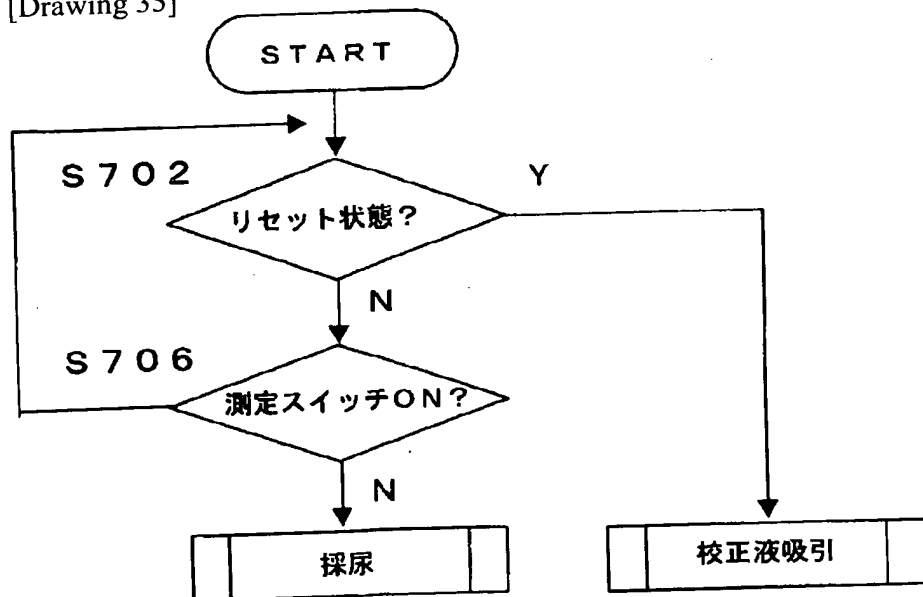 [Drawing 35]
START
S702
Y
リセット状態?
N
S706
測定スイッチON?
N
採尿
校正液吸引